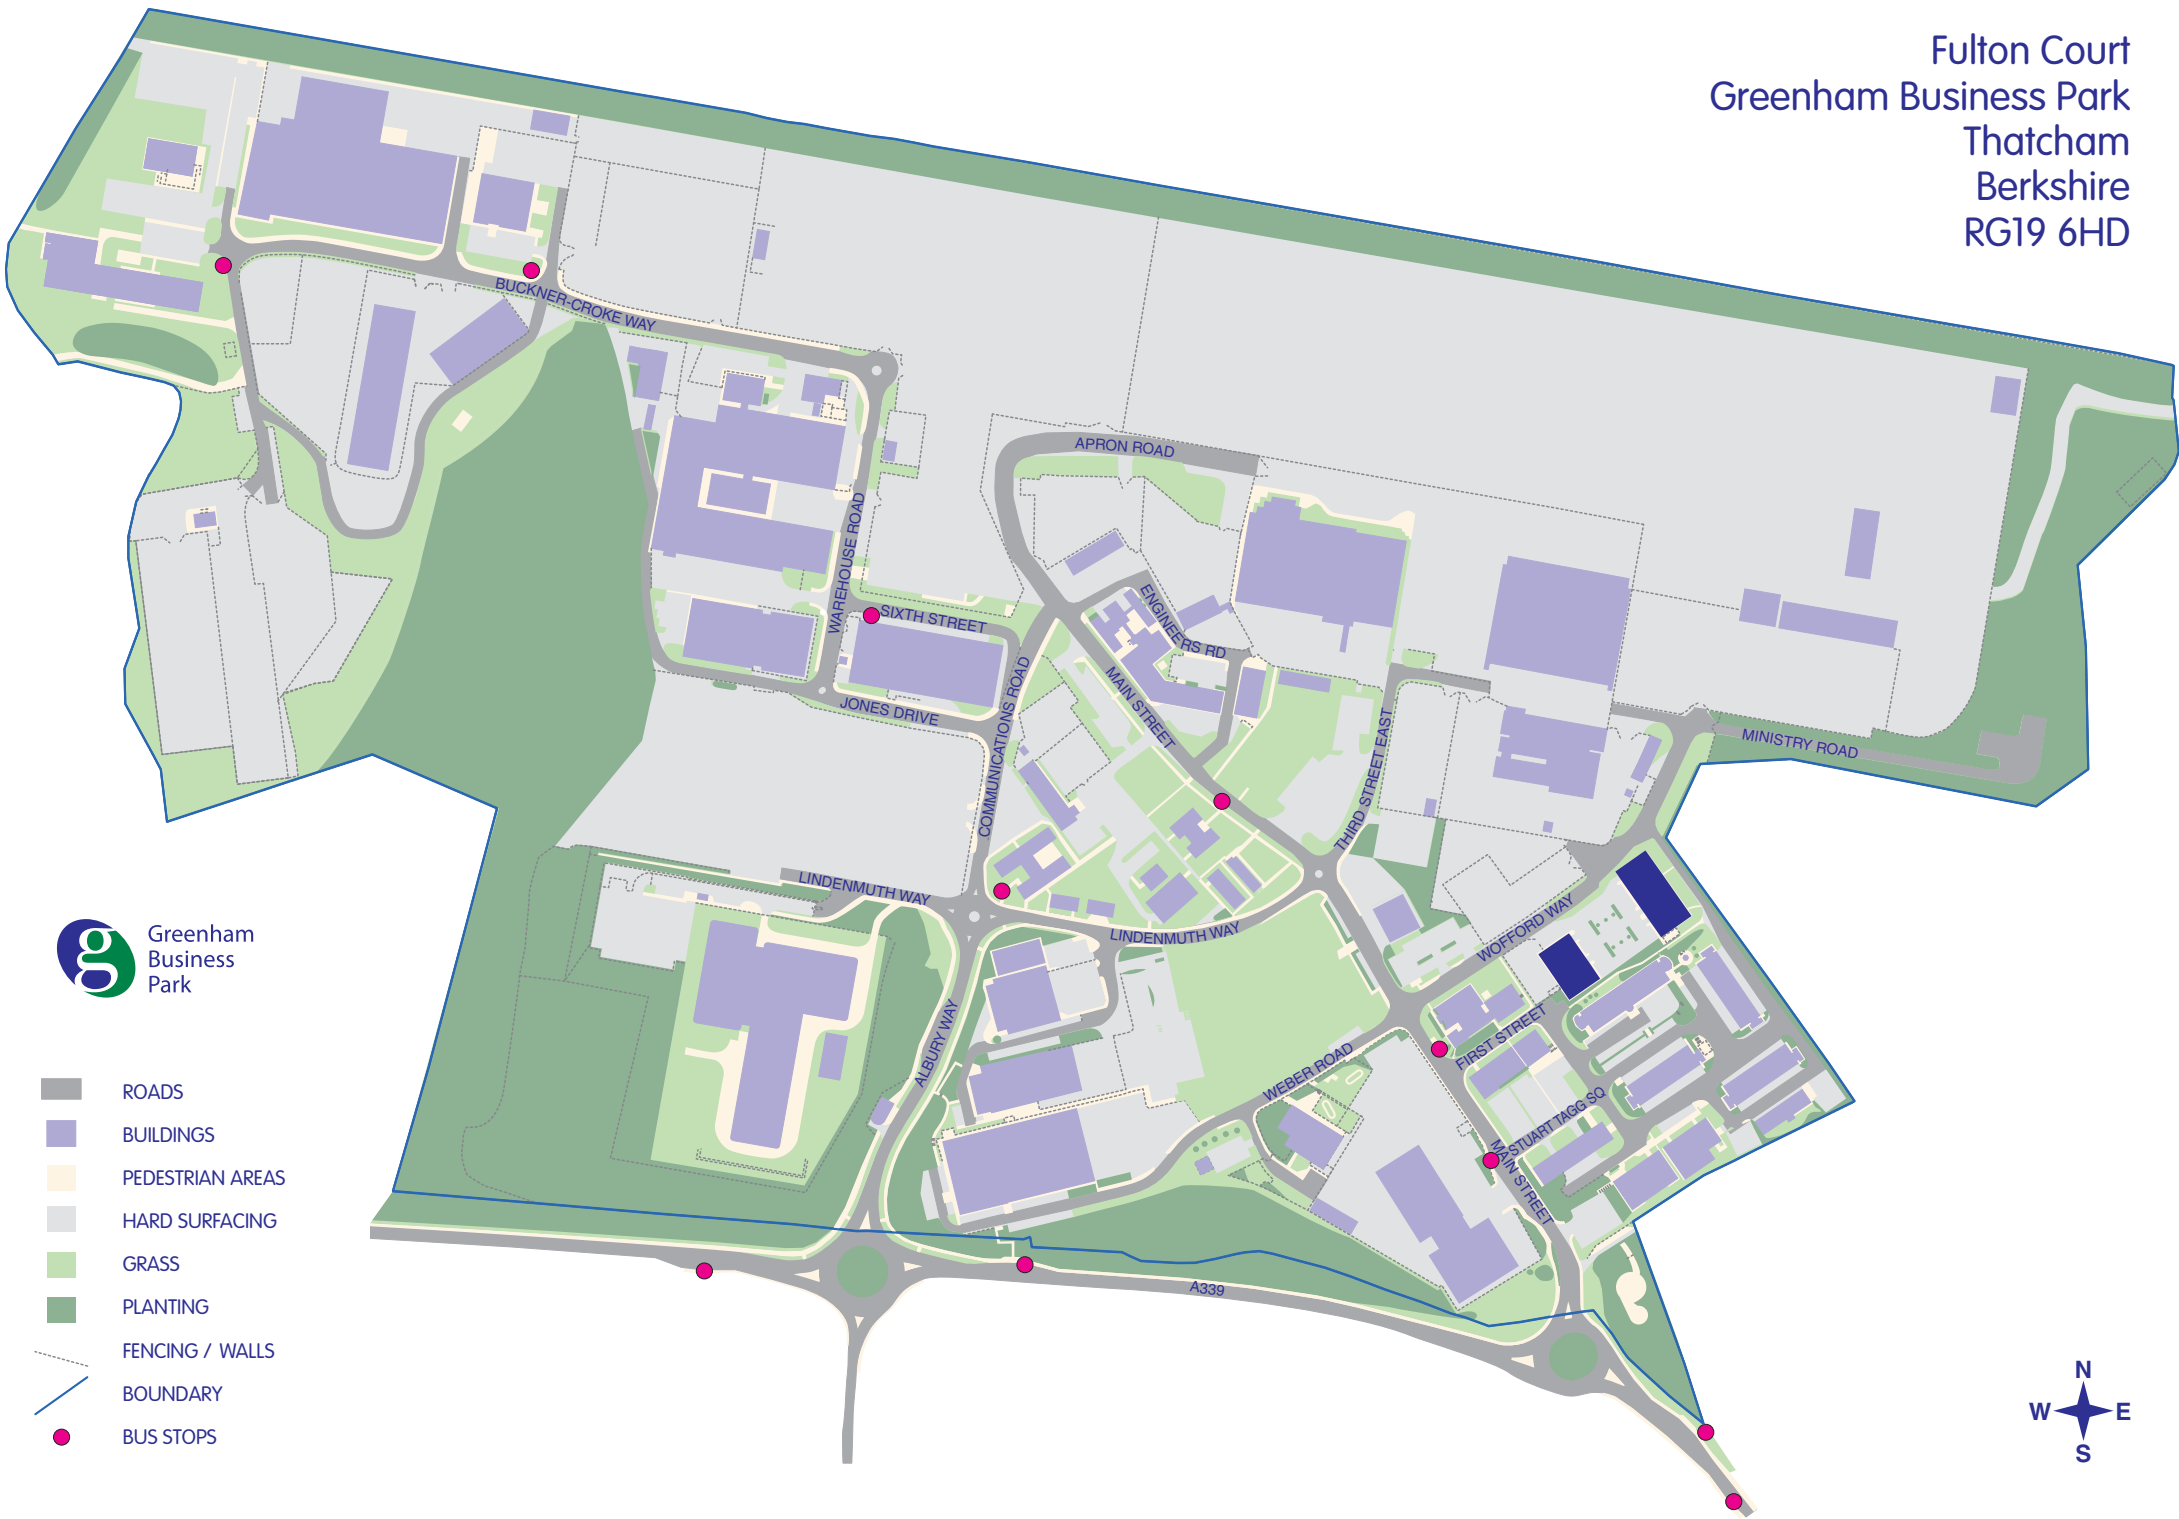 Fulton Court
Greenham Business Park
Thatcham
Berkshire
RG19 6HD
BUCKNER-CROKE WAY
APRON ROAD
WAREHOUSE ROAD
SIXTH STREET
ENGINEERS RD
JONES DRIVE
COMMUNICATIONS ROAD
MAIN STREET
THIRD STREET EAST
MINISTRY ROAD
LINDENMUTH WAY
LINDENMUTH WAY
WOFFORD WAY
ALBURY WAY
WEBER ROAD
FIRST STREET
STUART TAGG SQ
MAIN STREET
A339
g
Greenham
Business
Park
ROADS
BUILDINGS
PEDESTRIAN AREAS
HARD SURFACING
GRASS
PLANTING
FENCING / WALLS
BOUNDARY
BUS STOPS
N
W E
S